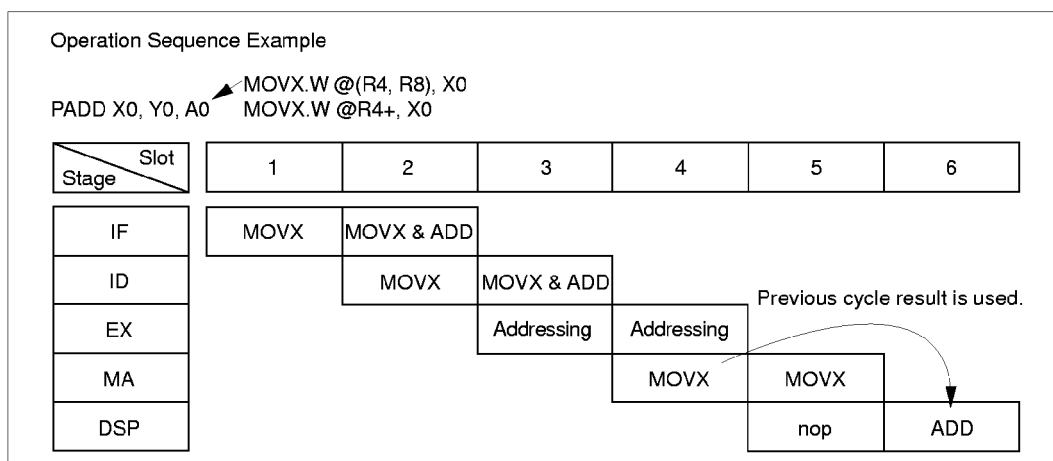 Operation Sequence Example
MOVX.W @(R4, R8), X0
PADD X0, Y0, A0 MOVX.W @R4+, X0
Slot
Stage
1 2 3 4 5 6
IF MOVX MOVX & ADD
ID MOVX MOVX & ADD
Previous cycle result is used.
EX Addressing Addressing
MA MOVX MOVX
DSP nop ADD